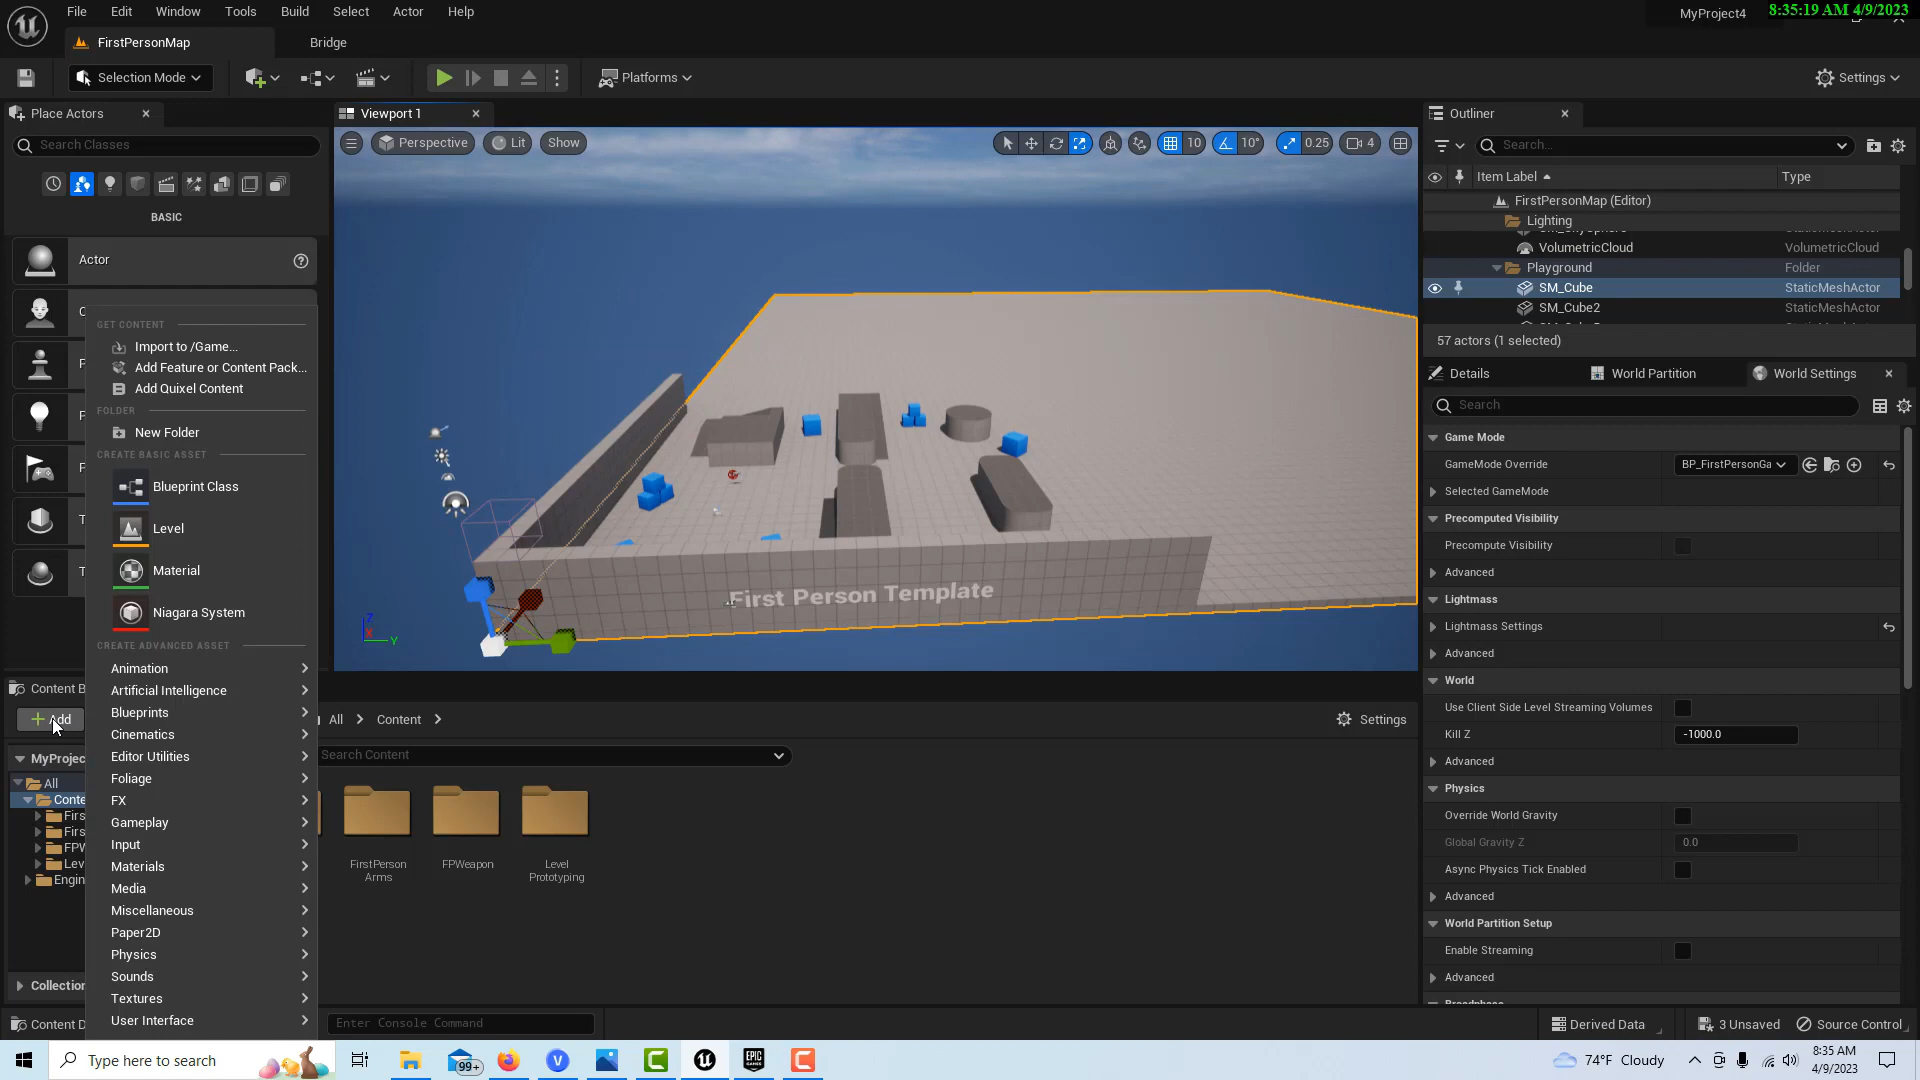 File Edit Window Tools Build Select Actor Help
MyProject4
8:35:19 AM 4/9/2023
FirstPersonMap
Bridge
Selection Mode
Platforms
Settings
Place Actors
Search Classes
BASIC
Actor
GET CONTENT
Import to /Game...
Add Feature or Content Pack...
Add Quixel Content
FOLDER
New Folder
CREATE BASIC ASSET
Blueprint Class
Level
Material
Niagara System
CREATE ADVANCED ASSET
Animation
Artificial Intelligence
Blueprints
Cinematics
Editor Utilities
Foliage
FX
Gameplay
Input
Materials
Media
Miscellaneous
Paper2D
Physics
Sounds
Textures
User Interface
Content B
Add
MyProjec
All
Conte
Firs
Firs
FPW
Lev
Engin
Collection
Content D
Viewport 1
Perspective
Lit
Show
10
10°
0.25
4
First Person Template
Z
X
Y
All
Content
Settings
Search Content
FirstPerson
Arms
FPWeapon
Level
Prototyping
Enter Console Command
Outliner
Search...
Item Label
Type
FirstPersonMap (Editor)
Lighting
VolumetricCloud VolumetricCloud
Playground Folder
SM_Cube StaticMeshActor
SM_Cube2 StaticMeshActor
57 actors (1 selected)
Details
World Partition
World Settings
Search
Game Mode
GameMode Override
BP_FirstPersonGa
Selected GameMode
Precomputed Visibility
Precompute Visibility
Advanced
Lightmass
Lightmass Settings
Advanced
World
Use Client Side Level Streaming Volumes
Kill Z
-1000.0
Advanced
Physics
Override World Gravity
Global Gravity Z
0.0
Async Physics Tick Enabled
Advanced
World Partition Setup
Enable Streaming
Advanced
Derived Data
3 Unsaved
Source Control
Type here to search
99+
74°F Cloudy
8:35 AM
4/9/2023